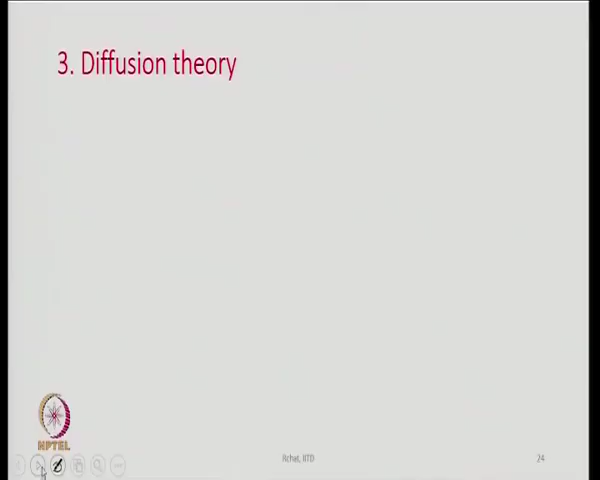 3. Diffusion theory
NPTEL
Rchat, IITD
24